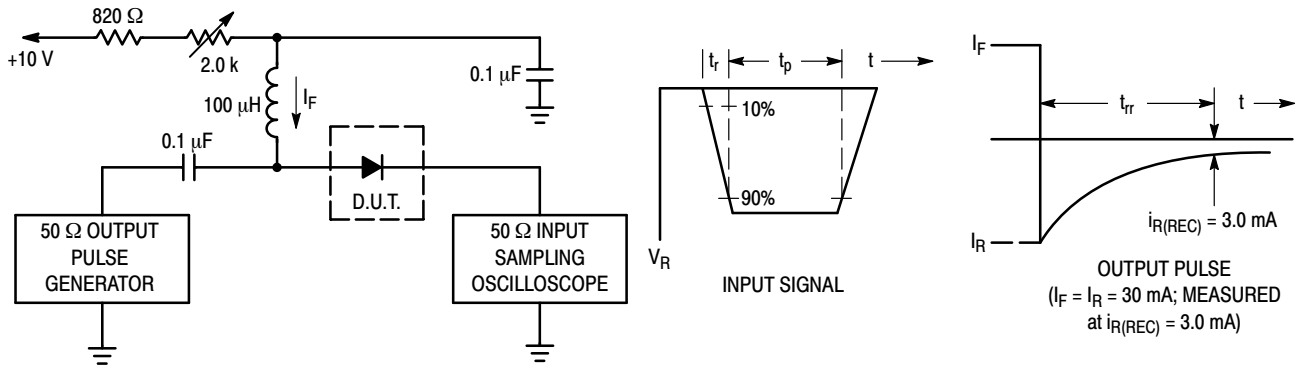 820 Ω
+10 V
2.0 k
100 μH
I_F
0.1 μF
0.1 μF
D.U.T.
50 Ω OUTPUT
PULSE
GENERATOR
50 Ω INPUT
SAMPLING
OSCILLOSCOPE
t_r
t_p
t
10%
90%
V_R
INPUT SIGNAL
I_F
t_rr
t
I_R
i_R(REC) = 3.0 mA
OUTPUT PULSE
(I_F = I_R = 30 mA; MEASURED
at i_R(REC) = 3.0 mA)